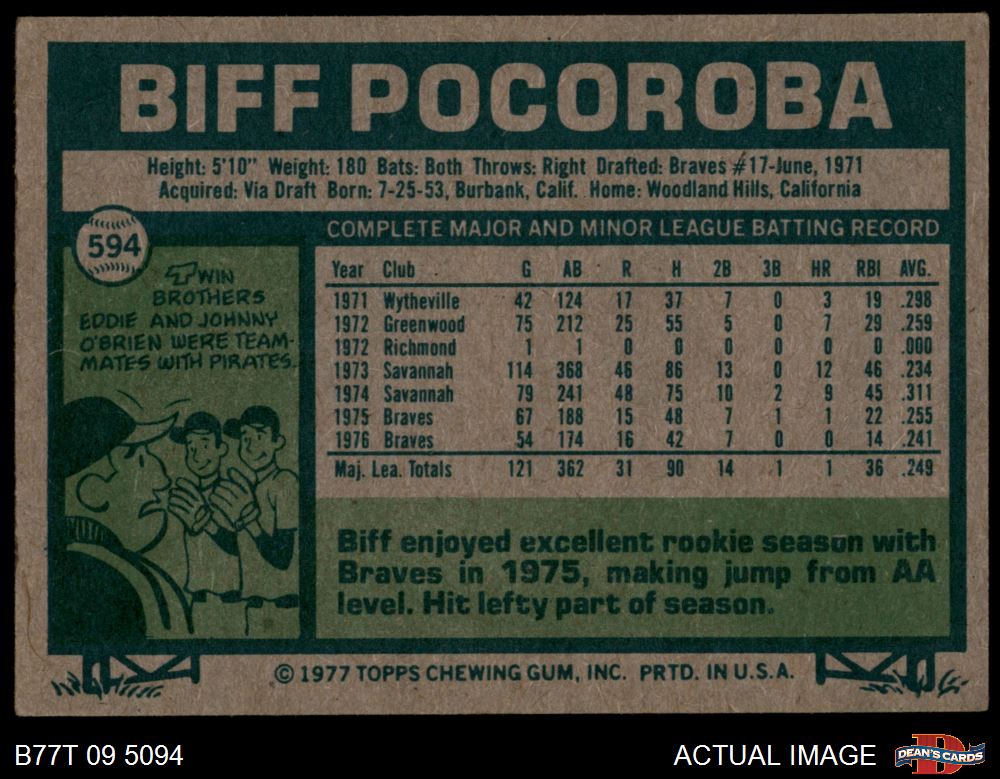 BIFF POCOROBA
Height: 5'10" Weight: 180 Bats: Both Throws: Right Drafted: Braves #17-June, 1971
Acquired: Via Draft Born: 7-25-53, Burbank, Calif. Home: Woodland Hills, California
594
TWIN
BROTHERS
EDDIE AND JOHNNY
O'BRIEN WERE TEAM-
MATES WITH PIRATES.
COMPLETE MAJOR AND MINOR LEAGUE BATTING RECORD
Year Club G AB R H 2B 3B HR RBI AVG.
1971 Wytheville 42 124 17 37 7 0 3 19 .298
1972 Greenwood 75 212 25 55 5 0 7 29 .259
1972 Richmond 1 1 0 0 0 0 0 0 .000
1973 Savannah 114 368 46 86 13 0 12 46 .234
1974 Savannah 79 241 48 75 10 2 9 45 .311
1975 Braves 67 188 15 48 7 1 1 22 .255
1976 Braves 54 174 16 42 7 0 0 14 .241
Maj. Lea. Totals 121 362 31 90 14 1 1 36 .249
Biff enjoyed excellent rookie season with
Braves in 1975, making jump from AA
level. Hit lefty part of season.
© 1977 TOPPS CHEWING GUM, INC. PRTD. IN U.S.A.
B77T 09 5094
ACTUAL IMAGE
DEAN'S CARDS